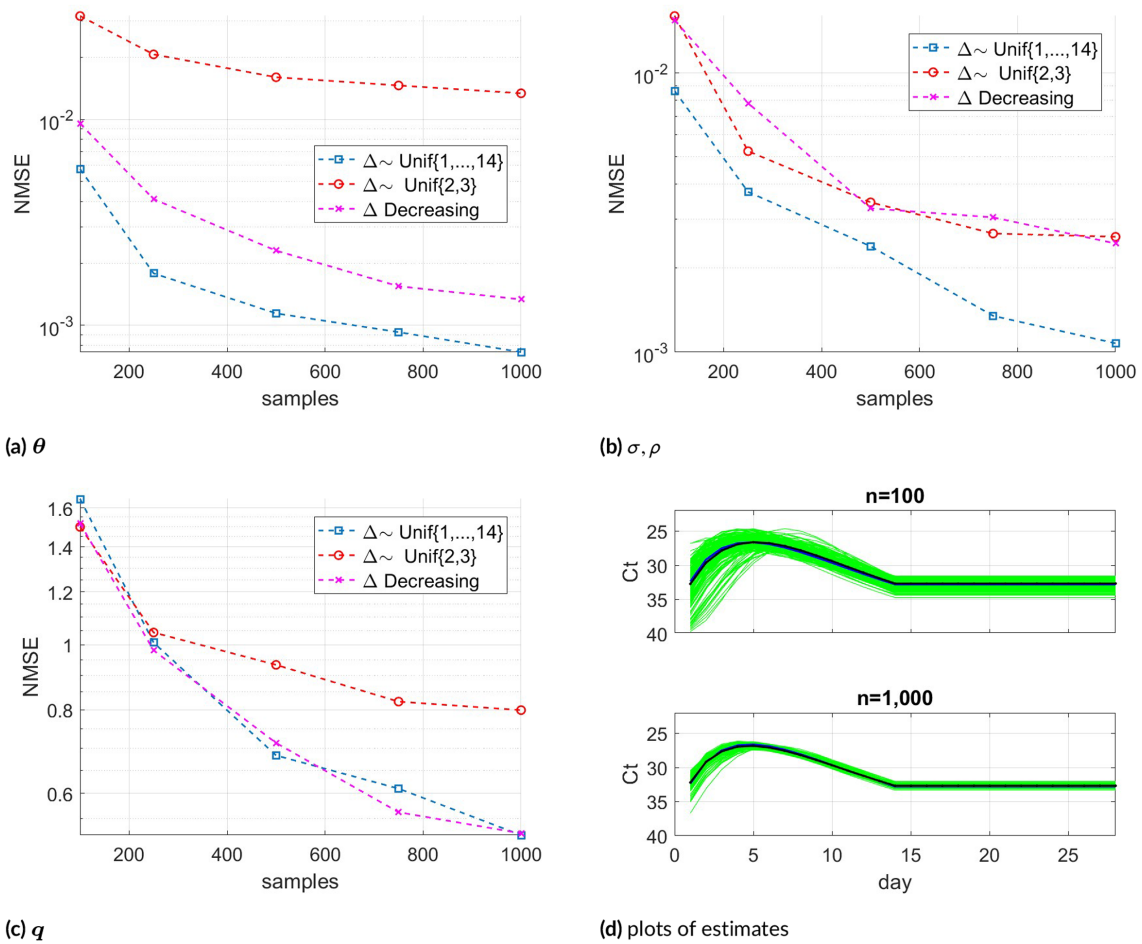 NMSE
10^-2
10^-3
200 400 600 800 1000
samples
Δ∼ Unif{1,...,14}
Δ∼ Unif{2,3}
Δ Decreasing
(a) θ
NMSE
10^-2
10^-3
200 400 600 800 1000
samples
Δ∼ Unif{1,...,14}
Δ∼ Unif{2,3}
Δ Decreasing
(b) σ, ρ
NMSE
1.6
1.4
1.2
1
0.8
0.6
200 400 600 800 1000
samples
Δ∼ Unif{1,...,14}
Δ∼ Unif{2,3}
Δ Decreasing
(c) q
n=100
Ct
25
30
35
40
n=1,000
Ct
25
30
35
40
0 5 10 15 20 25
day
(d) plots of estimates